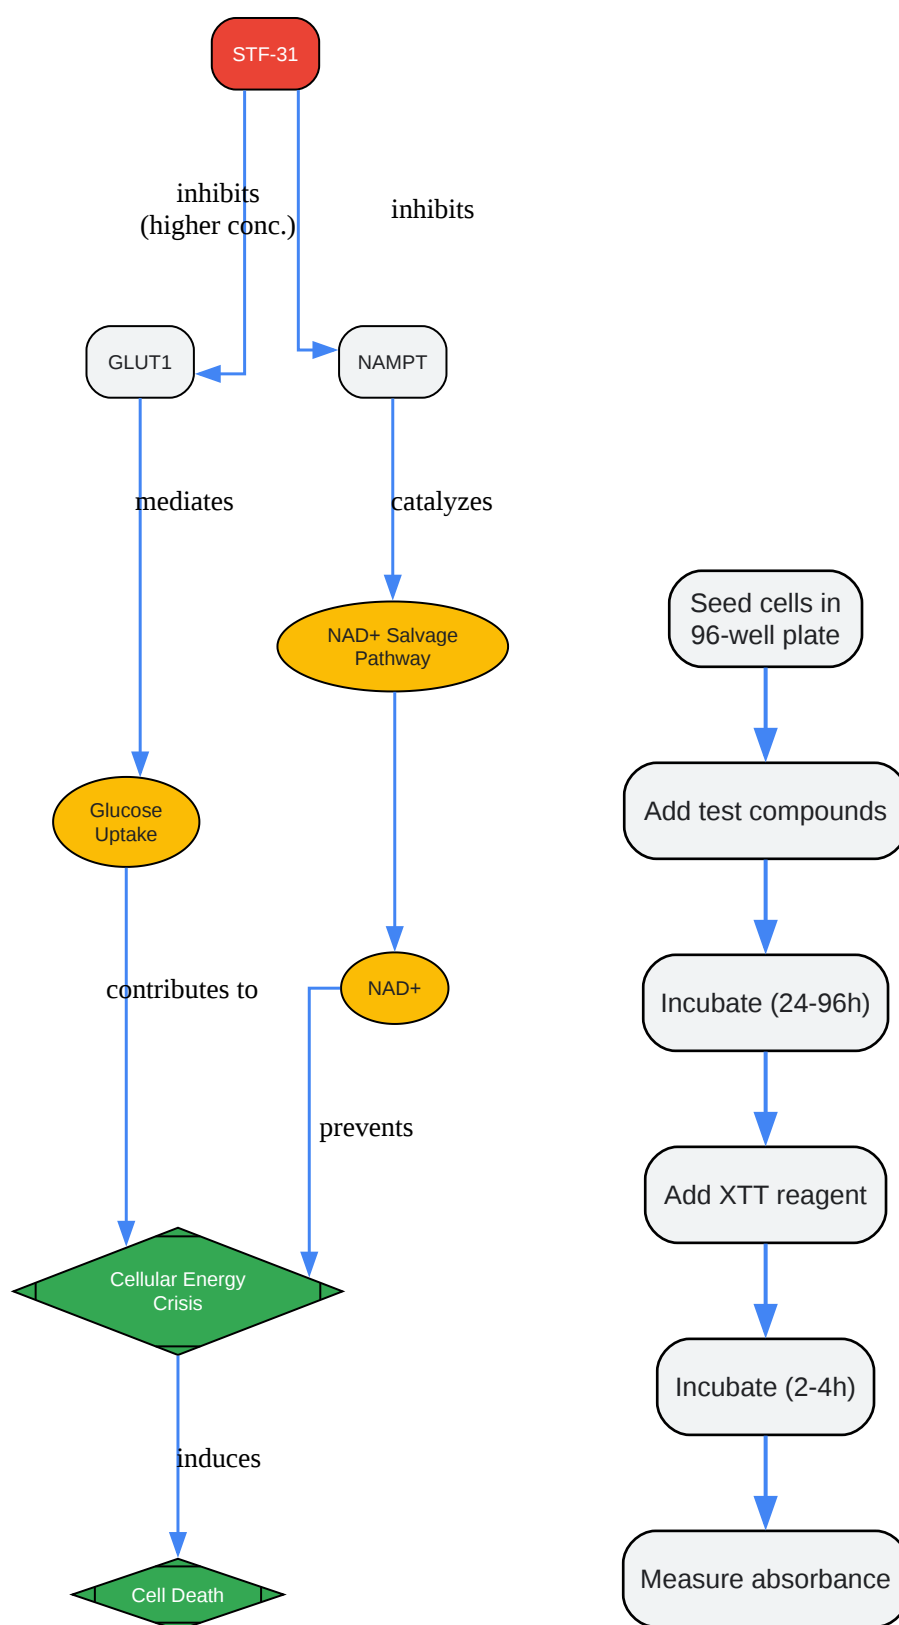 STF-31
inhibits
(higher conc.)
inhibits
GLUT1
NAMPT
mediates
catalyzes
NAD+ Salvage
Pathway
Glucose
Uptake
NAD+
contributes to
prevents
Cellular Energy
Crisis
induces
Cell Death
Seed cells in
96-well plate
Add test compounds
Incubate (24-96h)
Add XTT reagent
Incubate (2-4h)
Measure absorbance